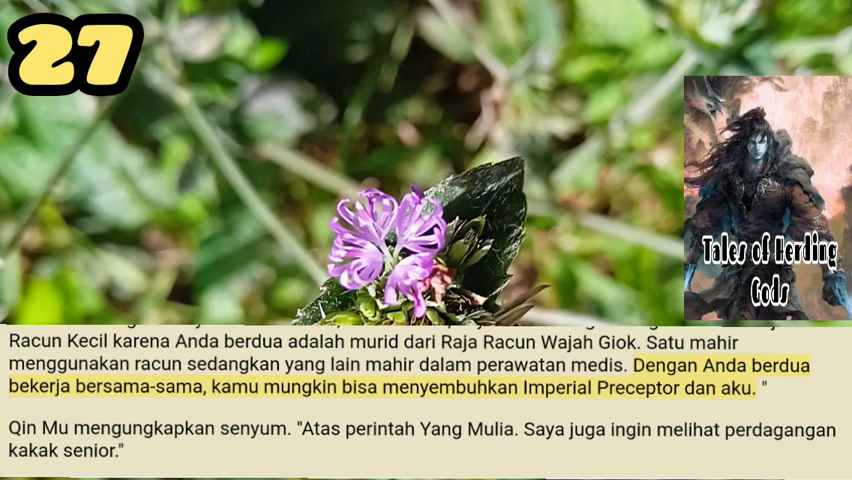 27
Tales of Herding
Gods
Racun Kecil karena Anda berdua adalah murid dari Raja Racun Wajah Giok. Satu mahir
menggunakan racun sedangkan yang lain mahir dalam perawatan medis. Dengan Anda berdua
bekerja bersama-sama, kamu mungkin bisa menyembuhkan Imperial Preceptor dan aku. "
Qin Mu mengungkapkan senyum. "Atas perintah Yang Mulia. Saya juga ingin melihat perdagangan
kakak senior."